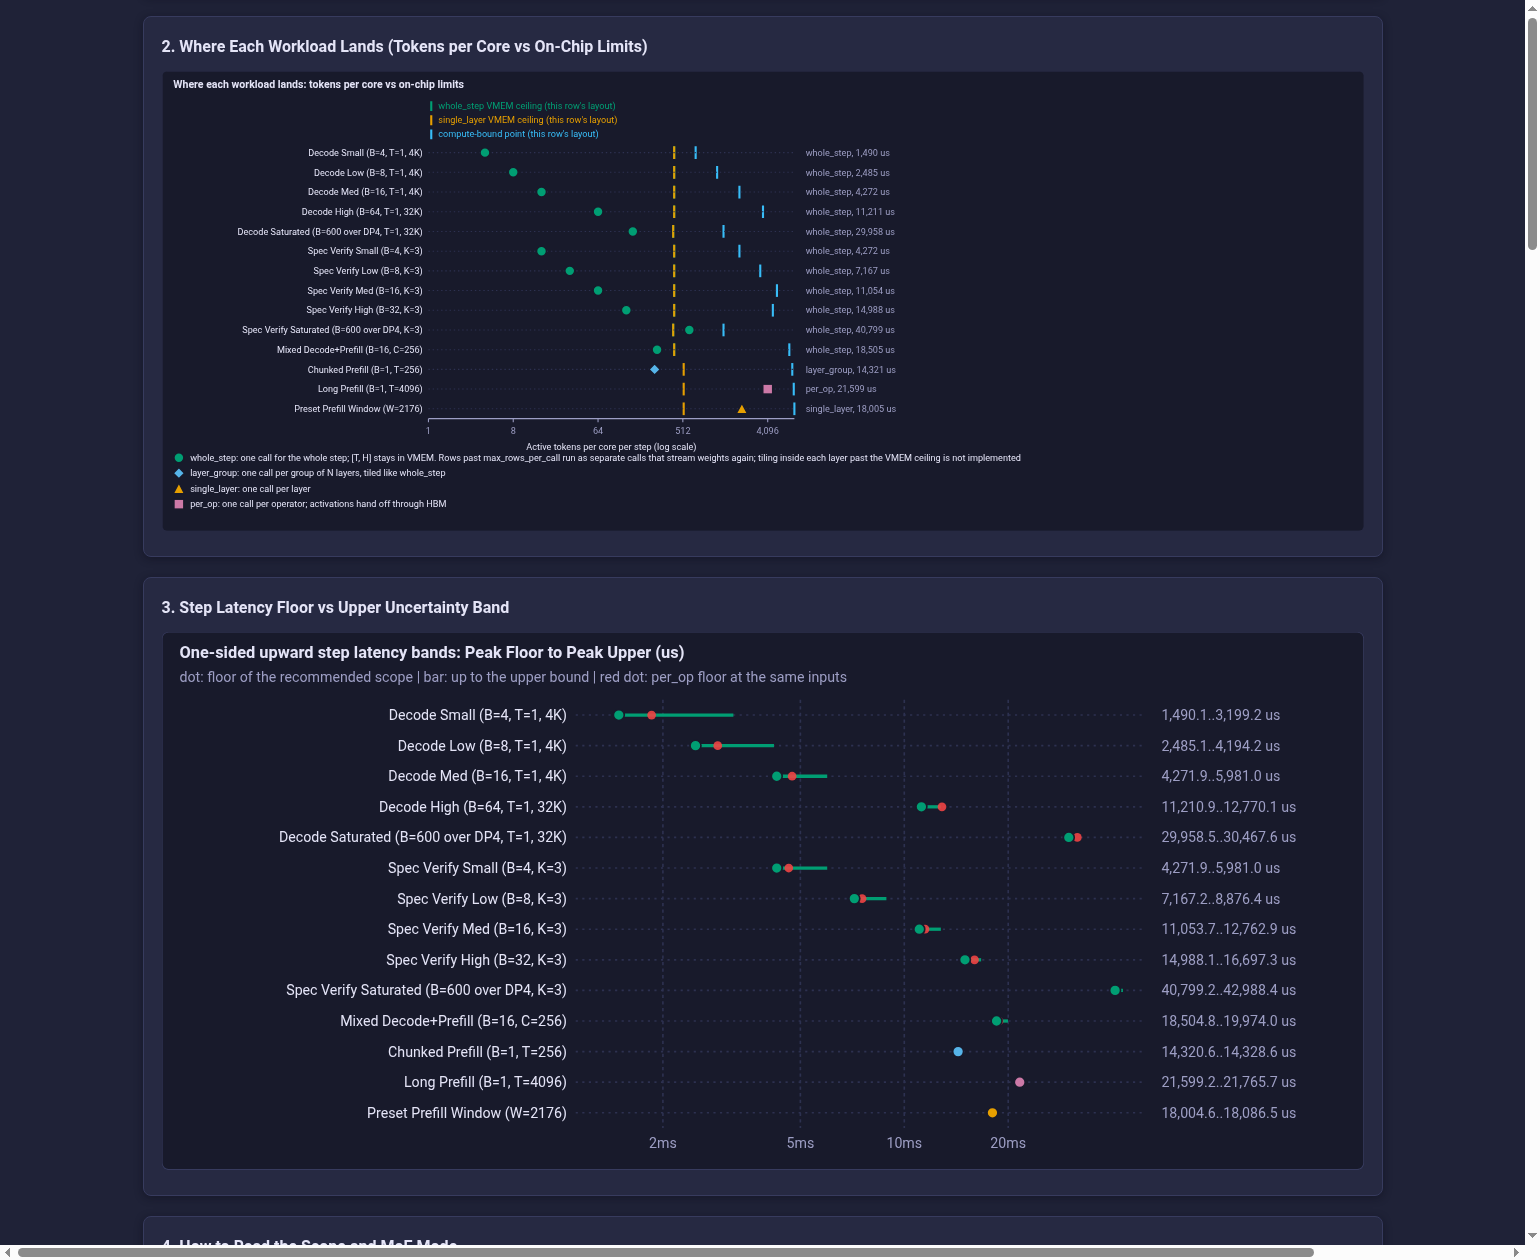 2. Where Each Workload Lands (Tokens per Core vs On-Chip Limits)
Where each workload lands: tokens per core vs on-chip limits
whole_step VMEM ceiling (this row's layout)
single_layer VMEM ceiling (this row's layout)
compute-bound point (this row's layout)
Decode Small (B=4, T=1, 4K) whole_step, 1,490 us
Decode Low (B=8, T=1, 4K) whole_step, 2,485 us
Decode Med (B=16, T=1, 4K) whole_step, 4,272 us
Decode High (B=64, T=1, 32K) whole_step, 11,211 us
Decode Saturated (B=600 over DP4, T=1, 32K) whole_step, 29,958 us
Spec Verify Small (B=4, K=3) whole_step, 4,272 us
Spec Verify Low (B=8, K=3) whole_step, 7,167 us
Spec Verify Med (B=16, K=3) whole_step, 11,054 us
Spec Verify High (B=32, K=3) whole_step, 14,988 us
Spec Verify Saturated (B=600 over DP4, K=3) whole_step, 40,799 us
Mixed Decode+Prefill (B=16, C=256) whole_step, 18,505 us
Chunked Prefill (B=1, T=256) layer_group, 14,321 us
Long Prefill (B=1, T=4096) per_op, 21,599 us
Preset Prefill Window (W=2176) single_layer, 18,005 us
1 8 64 512 4,096
Active tokens per core per step (log scale)
whole_step: one call for the whole step; [T, H] stays in VMEM. Rows past max_rows_per_call run as separate calls that stream weights again; tiling inside each layer past the VMEM ceiling is not implemented
layer_group: one call per group of N layers, tiled like whole_step
single_layer: one call per layer
per_op: one call per operator; activations hand off through HBM
3. Step Latency Floor vs Upper Uncertainty Band
One-sided upward step latency bands: Peak Floor to Peak Upper (us)
dot: floor of the recommended scope | bar: up to the upper bound | red dot: per_op floor at the same inputs
Decode Small (B=4, T=1, 4K) 1,490.1..3,199.2 us
Decode Low (B=8, T=1, 4K) 2,485.1..4,194.2 us
Decode Med (B=16, T=1, 4K) 4,271.9..5,981.0 us
Decode High (B=64, T=1, 32K) 11,210.9..12,770.1 us
Decode Saturated (B=600 over DP4, T=1, 32K) 29,958.5..30,467.6 us
Spec Verify Small (B=4, K=3) 4,271.9..5,981.0 us
Spec Verify Low (B=8, K=3) 7,167.2..8,876.4 us
Spec Verify Med (B=16, K=3) 11,053.7..12,762.9 us
Spec Verify High (B=32, K=3) 14,988.1..16,697.3 us
Spec Verify Saturated (B=600 over DP4, K=3) 40,799.2..42,988.4 us
Mixed Decode+Prefill (B=16, C=256) 18,504.8..19,974.0 us
Chunked Prefill (B=1, T=256) 14,320.6..14,328.6 us
Long Prefill (B=1, T=4096) 21,599.2..21,765.7 us
Preset Prefill Window (W=2176) 18,004.6..18,086.5 us
2ms 5ms 10ms 20ms
4. How to Read the Scope and MoE Mode